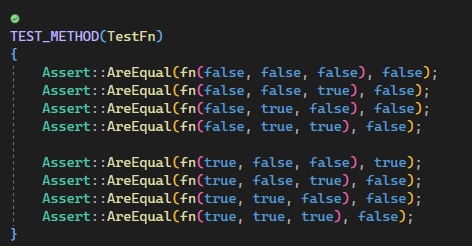 TEST_METHOD(TestFn)
{
    Assert::AreEqual(fn(false, false, false), false);
    Assert::AreEqual(fn(false, false, true), false);
    Assert::AreEqual(fn(false, true, false), false);
    Assert::AreEqual(fn(false, true, true), false);

    Assert::AreEqual(fn(true, false, false), true);
    Assert::AreEqual(fn(true, false, true), false);
    Assert::AreEqual(fn(true, true, false), false);
    Assert::AreEqual(fn(true, true, true), false);
}